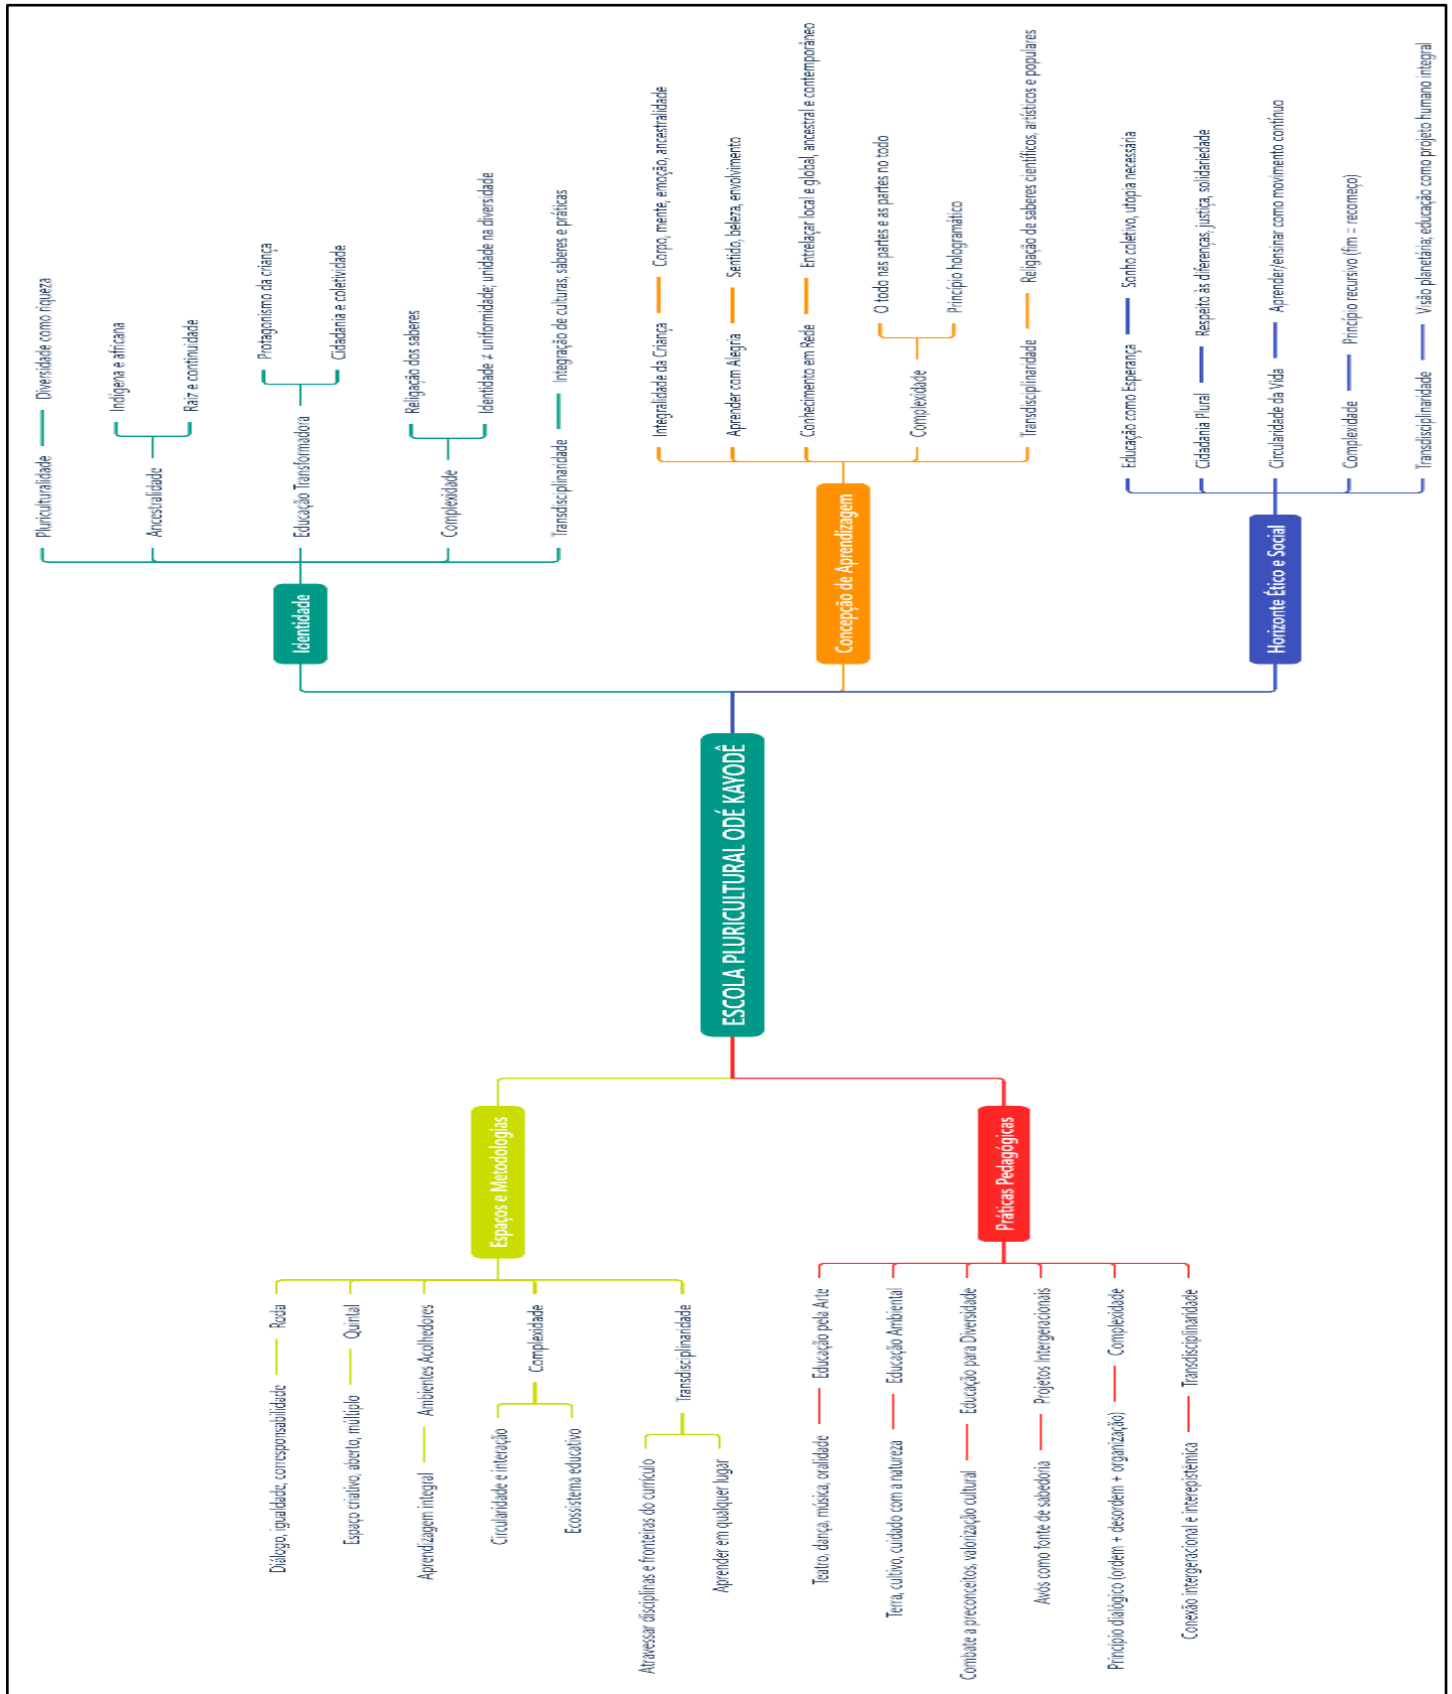 ESCOLA PLURICULTURAL ODÉ KAYODÊ
Identidade
Pluriculturalidade
Diversidade como riqueza
Ancestralidade
Indígena e africana
Raiz e continuidade
Educação Transformadora
Protagonismo da criança
Cidadania e coletividade
Complexidade
Religação dos saberes
Identidade ≠ uniformidade; unidade na diversidade
Transdisciplinaridade
Integração de culturas, saberes e práticas
Concepção de Aprendizagem
Integralidade da Criança
Corpo, mente, emoção, ancestralidade
Aprender com Alegria
Sentido, beleza, envolvimento
Conhecimento em Rede
Entrelaçar local e global, ancestral e contemporâneo
Complexidade
O todo nas partes e as partes no todo
Princípio hologramático
Transdisciplinaridade
Religação de saberes científicos, artísticos e populares
Horizonte Ético e Social
Educação como Esperança
Sonho coletivo, utopia necessária
Cidadania Plural
Respeito às diferenças, justiça, solidariedade
Circularidade da Vida
Aprender/ensinar como movimento contínuo
Complexidade
Princípio recursivo (fim = recomeço)
Transdisciplinaridade
Visão planetária; educação como projeto humano integral
Espaços e Metodologias
Roda
Diálogo, igualdade, corresponsabilidade
Quintal
Espaço criativo, aberto, múltiplo
Ambientes Acolhedores
Aprendizagem integral
Complexidade
Circularidade e interação
Ecossistema educativo
Transdisciplinaridade
Atravessar disciplinas e fronteiras do currículo
Aprender em qualquer lugar
Práticas Pedagógicas
Educação pela Arte
Teatro, dança, música, oralidade
Educação Ambiental
Terra, cultivo, cuidado com a natureza
Educação para Diversidade
Combate a preconceitos, valorização cultural
Projetos Intergeracionais
Avós como fonte de sabedoria
Complexidade
Princípio dialógico (ordem + desordem + organização)
Transdisciplinaridade
Conexão intergeracional e interepistêmica